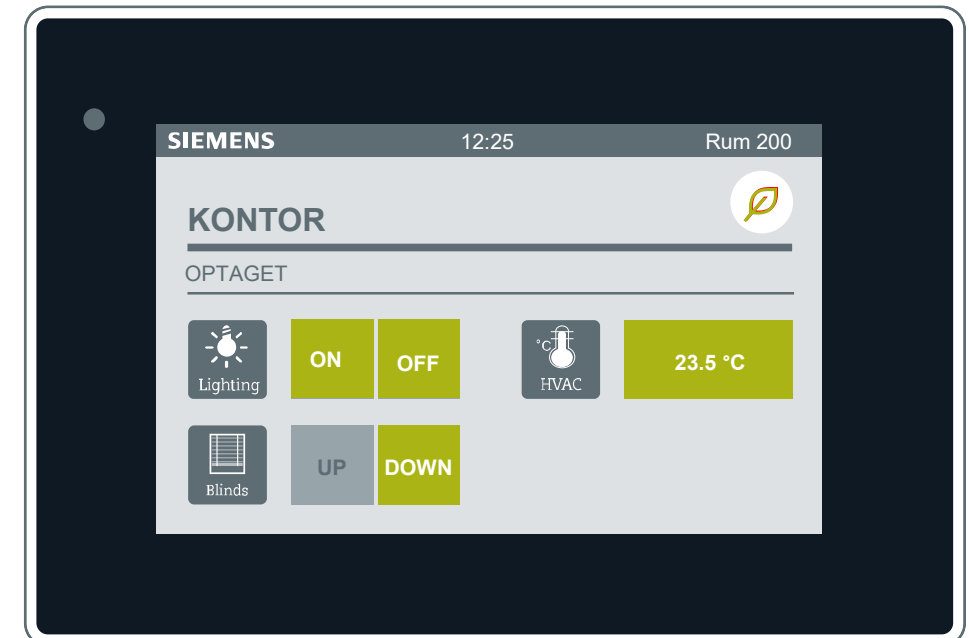 SIEMENS 12:25 Rum 200
KONTOR
OPTAGET
Lighting ON OFF °C HVAC 23.5 °C
Blinds UP DOWN